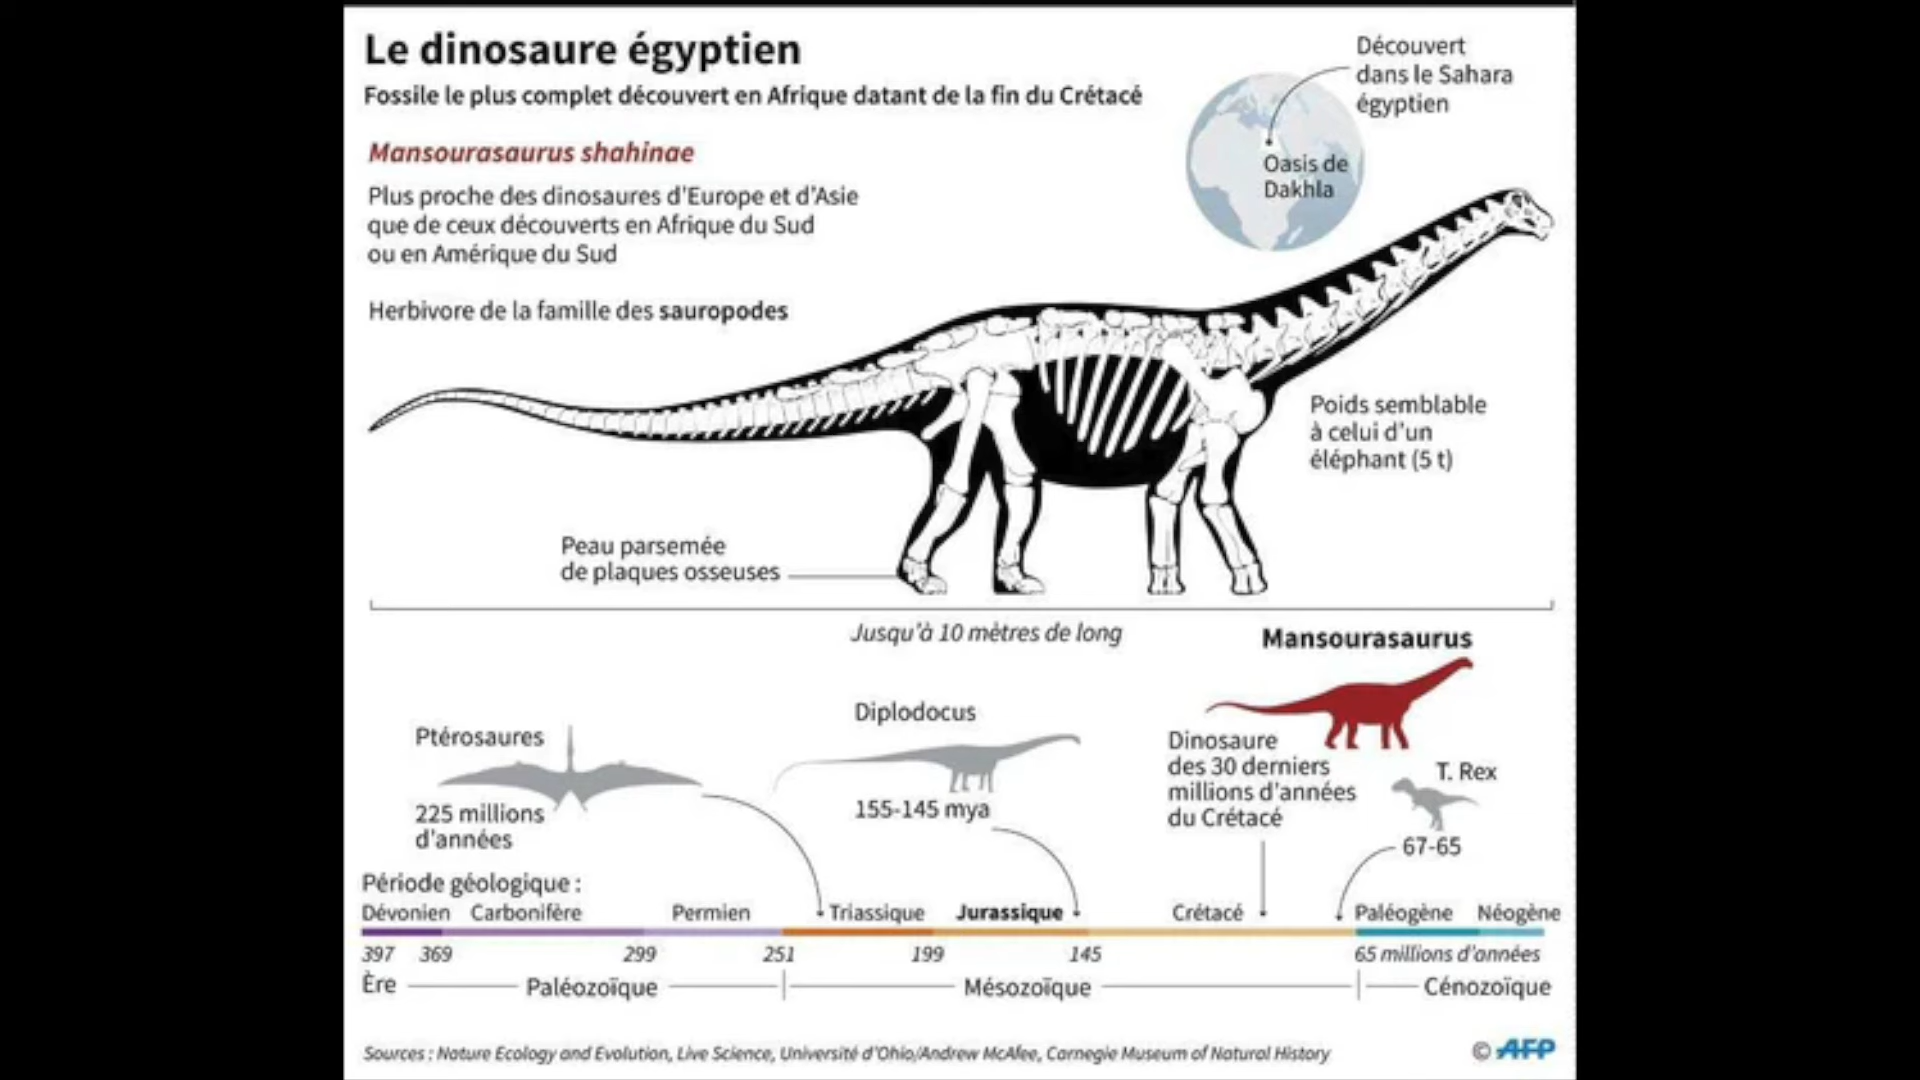 Le dinosaure égyptien
Fossile le plus complet découvert en Afrique datant de la fin du Crétacé
Découvert
dans le Sahara
égyptien
Oasis de
Dakhla
Mansourasaurus shahinae
Plus proche des dinosaures d'Europe et d'Asie
que de ceux découverts en Afrique du Sud
ou en Amérique du Sud
Herbivore de la famille des sauropodes
Poids semblable
à celui d'un
éléphant (5 t)
Peau parsemée
de plaques osseuses
Jusqu'à 10 mètres de long
Mansourasaurus
Ptérosaures
225 millions
d'années
Diplodocus
155-145 mya
Dinosaure
des 30 derniers
millions d'années
du Crétacé
T. Rex
67-65
Période géologique :
Dévonien Carbonifère Permien Triassique Jurassique Crétacé Paléogène Néogène
397 369 299 251 199 145 65 millions d'années
Ère Paléozoïque Mésozoïque Cénozoïque
Sources : Nature Ecology and Evolution, Live Science, Université d'Ohio/Andrew McAfee, Carnegie Museum of Natural History
© AFP